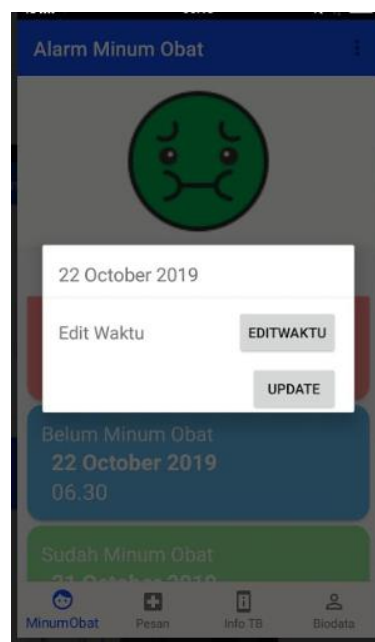 Alarm Minum Obat
22 October 2019
Edit Waktu
EDITWAKTU
UPDATE
Belum Minum Obat
22 October 2019
06.30
Sudah Minum Obat
MinumObat
Pesan
Info TB
Biodata